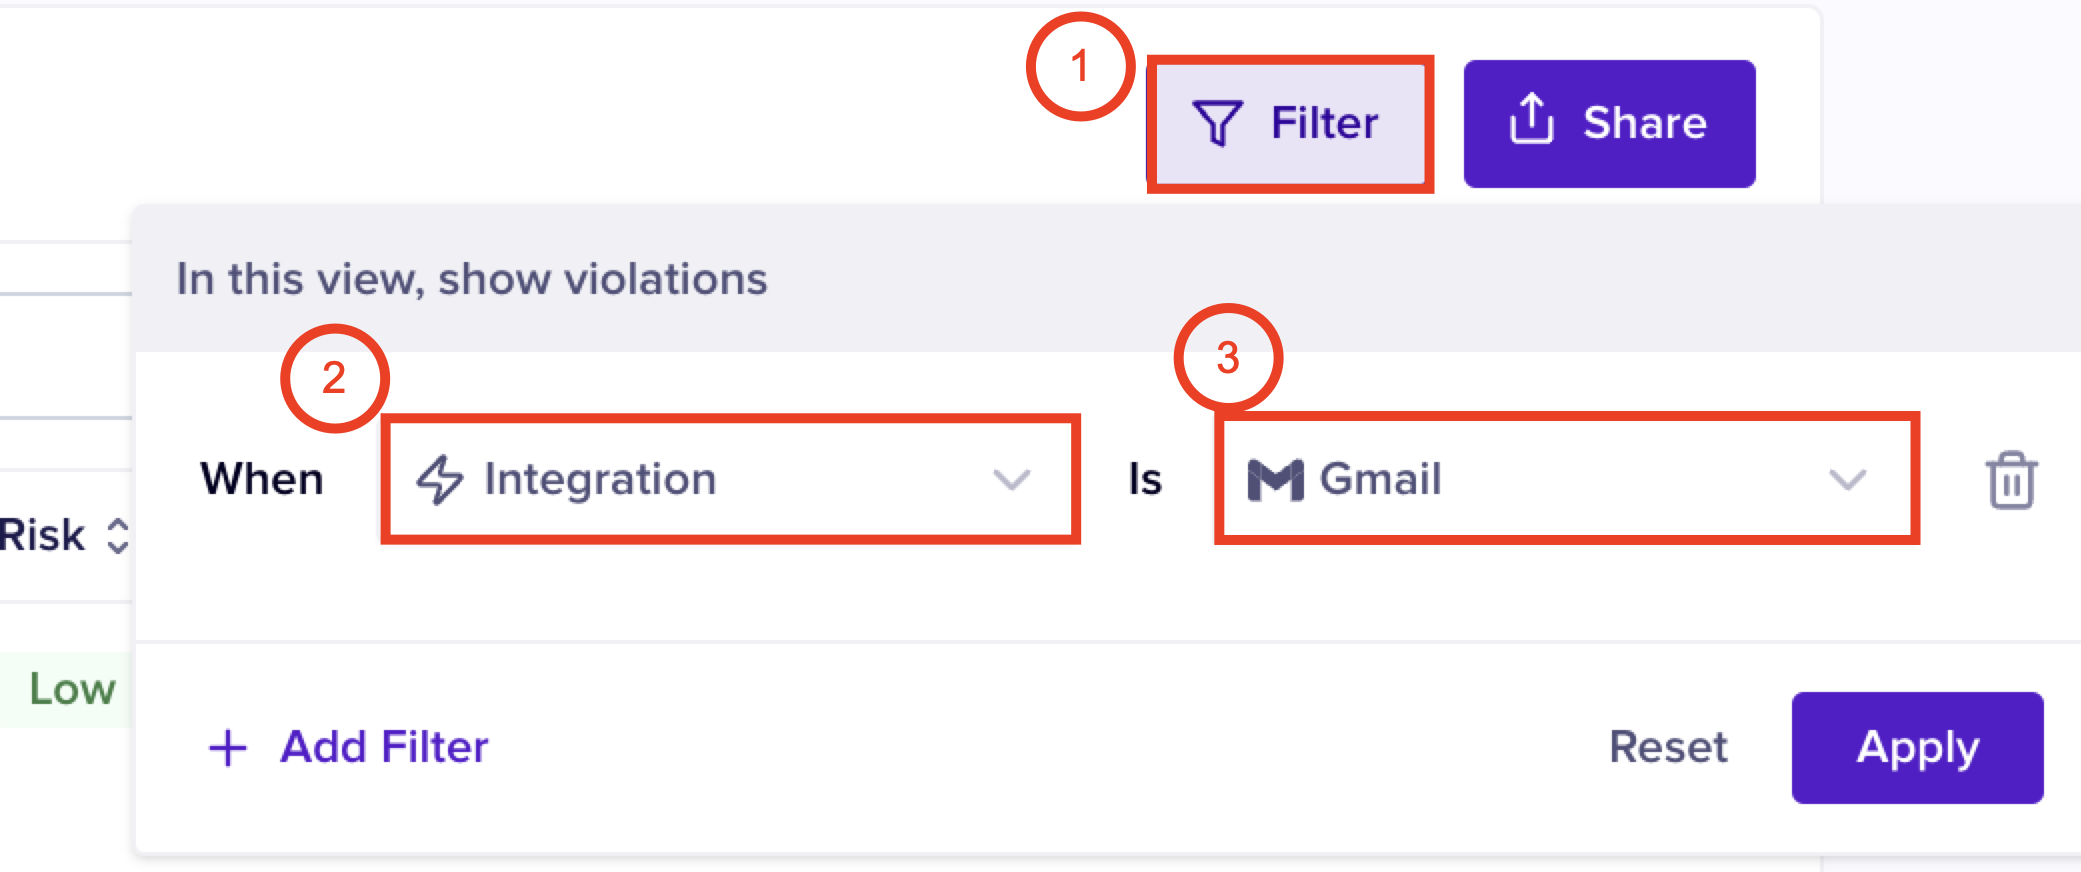 1
Filter
Share
In this view, show violations
2
3
When Integration Is Gmail
Risk
Low
+ Add Filter
Reset
Apply